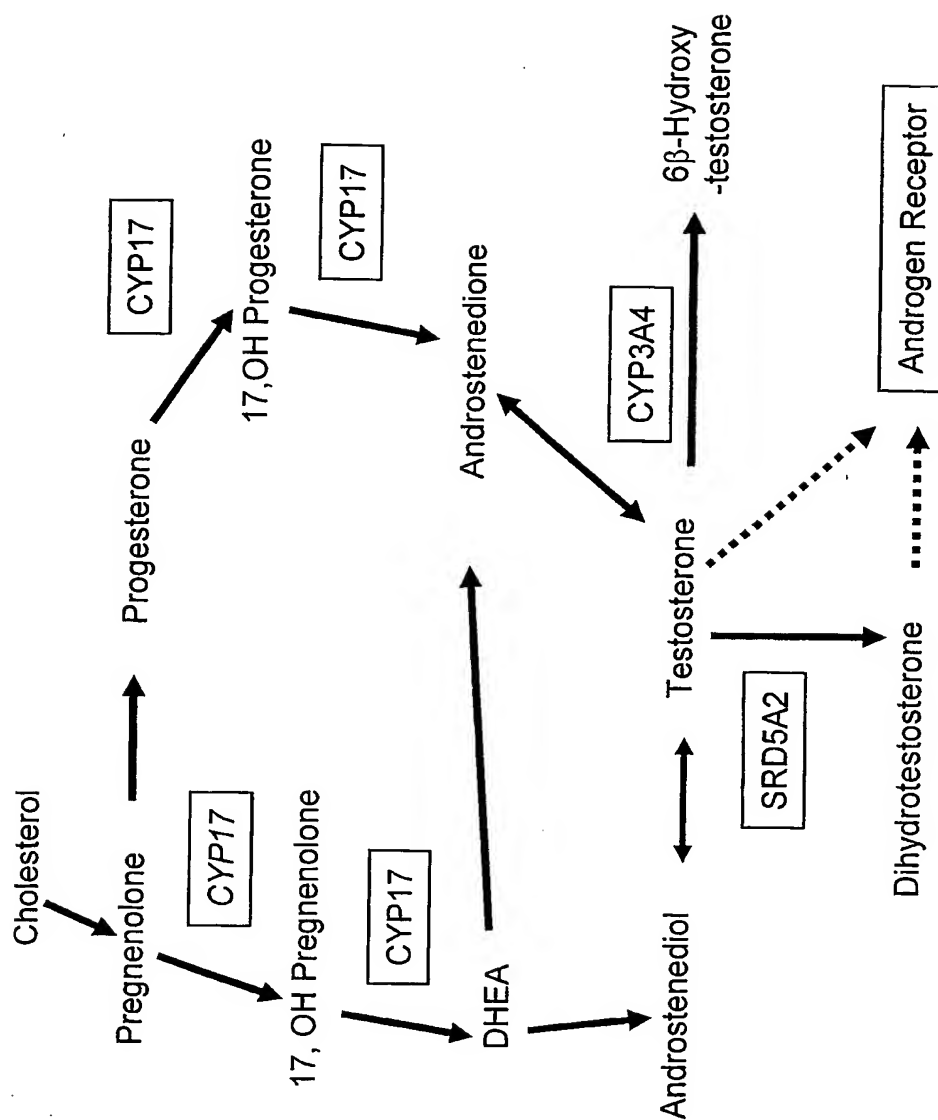 Cholesterol
Pregnenolone
Progesterone
CYP17
CYP17
17, OH Pregnenolone
17,OH Progesterone
CYP17
CYP17
DHEA
Androstenedione
Androstenediol
Testosterone
CYP3A4
6β-Hydroxy
-testosterone
SRD5A2
Dihydrotestosterone
Androgen Receptor